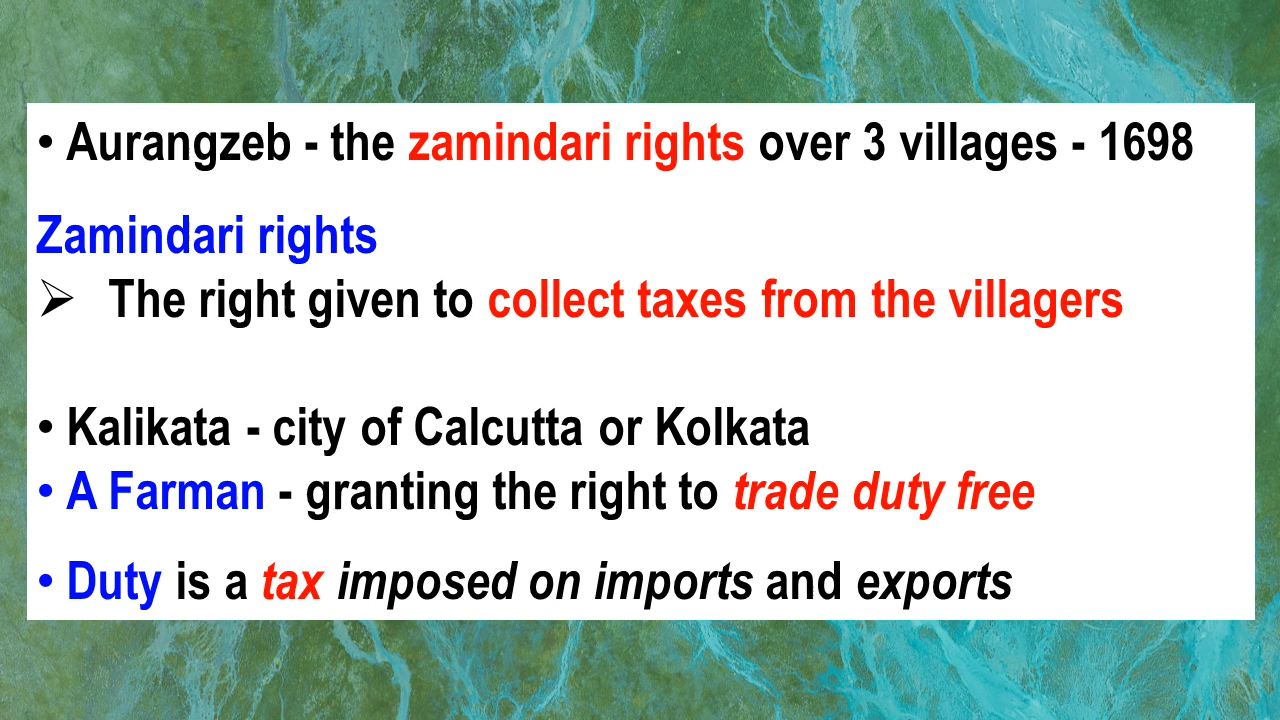 • Aurangzeb - the zamindari rights over 3 villages - 1698
Zamindari rights
➢ The right given to collect taxes from the villagers
• Kalikata - city of Calcutta or Kolkata
• A Farman - granting the right to trade duty free
• Duty is a tax imposed on imports and exports